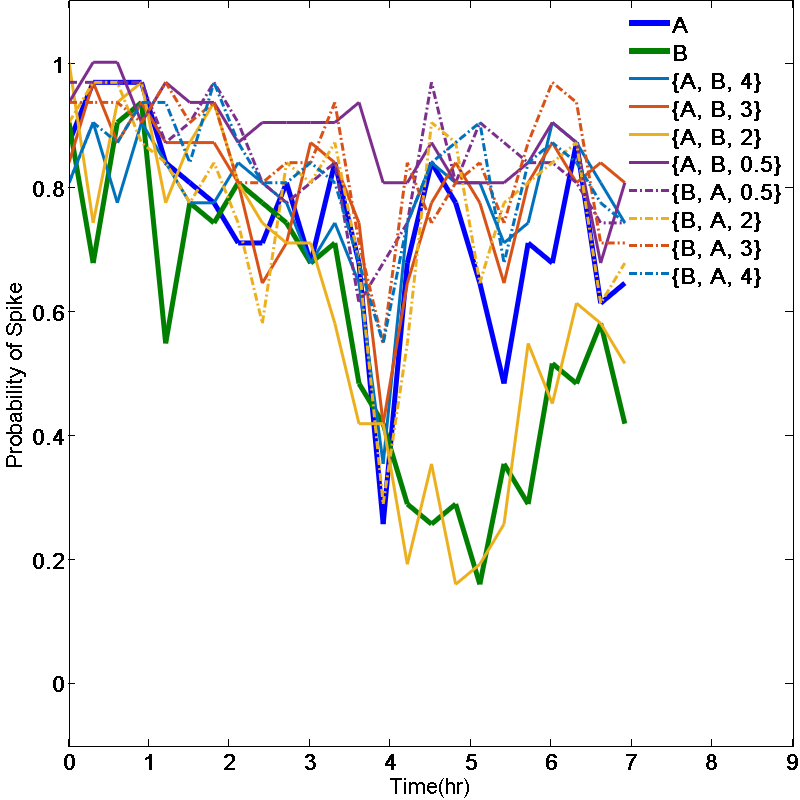 A
B
{A, B, 4}
{A, B, 3}
{A, B, 2}
{A, B, 0.5}
{B, A, 0.5}
{B, A, 2}
{B, A, 3}
{B, A, 4}
1
0.8
0.6
0.4
0.2
0
Probability of Spike
0 1 2 3 4 5 6 7 8 9
Time(hr)